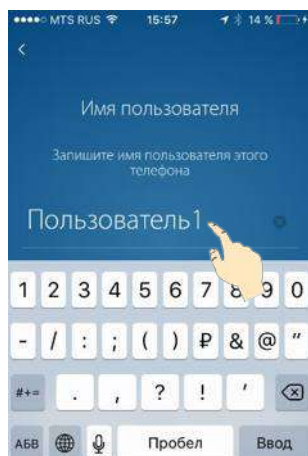 MTS RUS 15:57 14 %
Имя пользователя
Запишите имя пользователя этого
телефона
Пользователь1
1 2 3 4 5 6 7 8 9 0
- / : ; ( ) ₽ & @ "
#+= . , ? ! '
АБВ Пробел Ввод